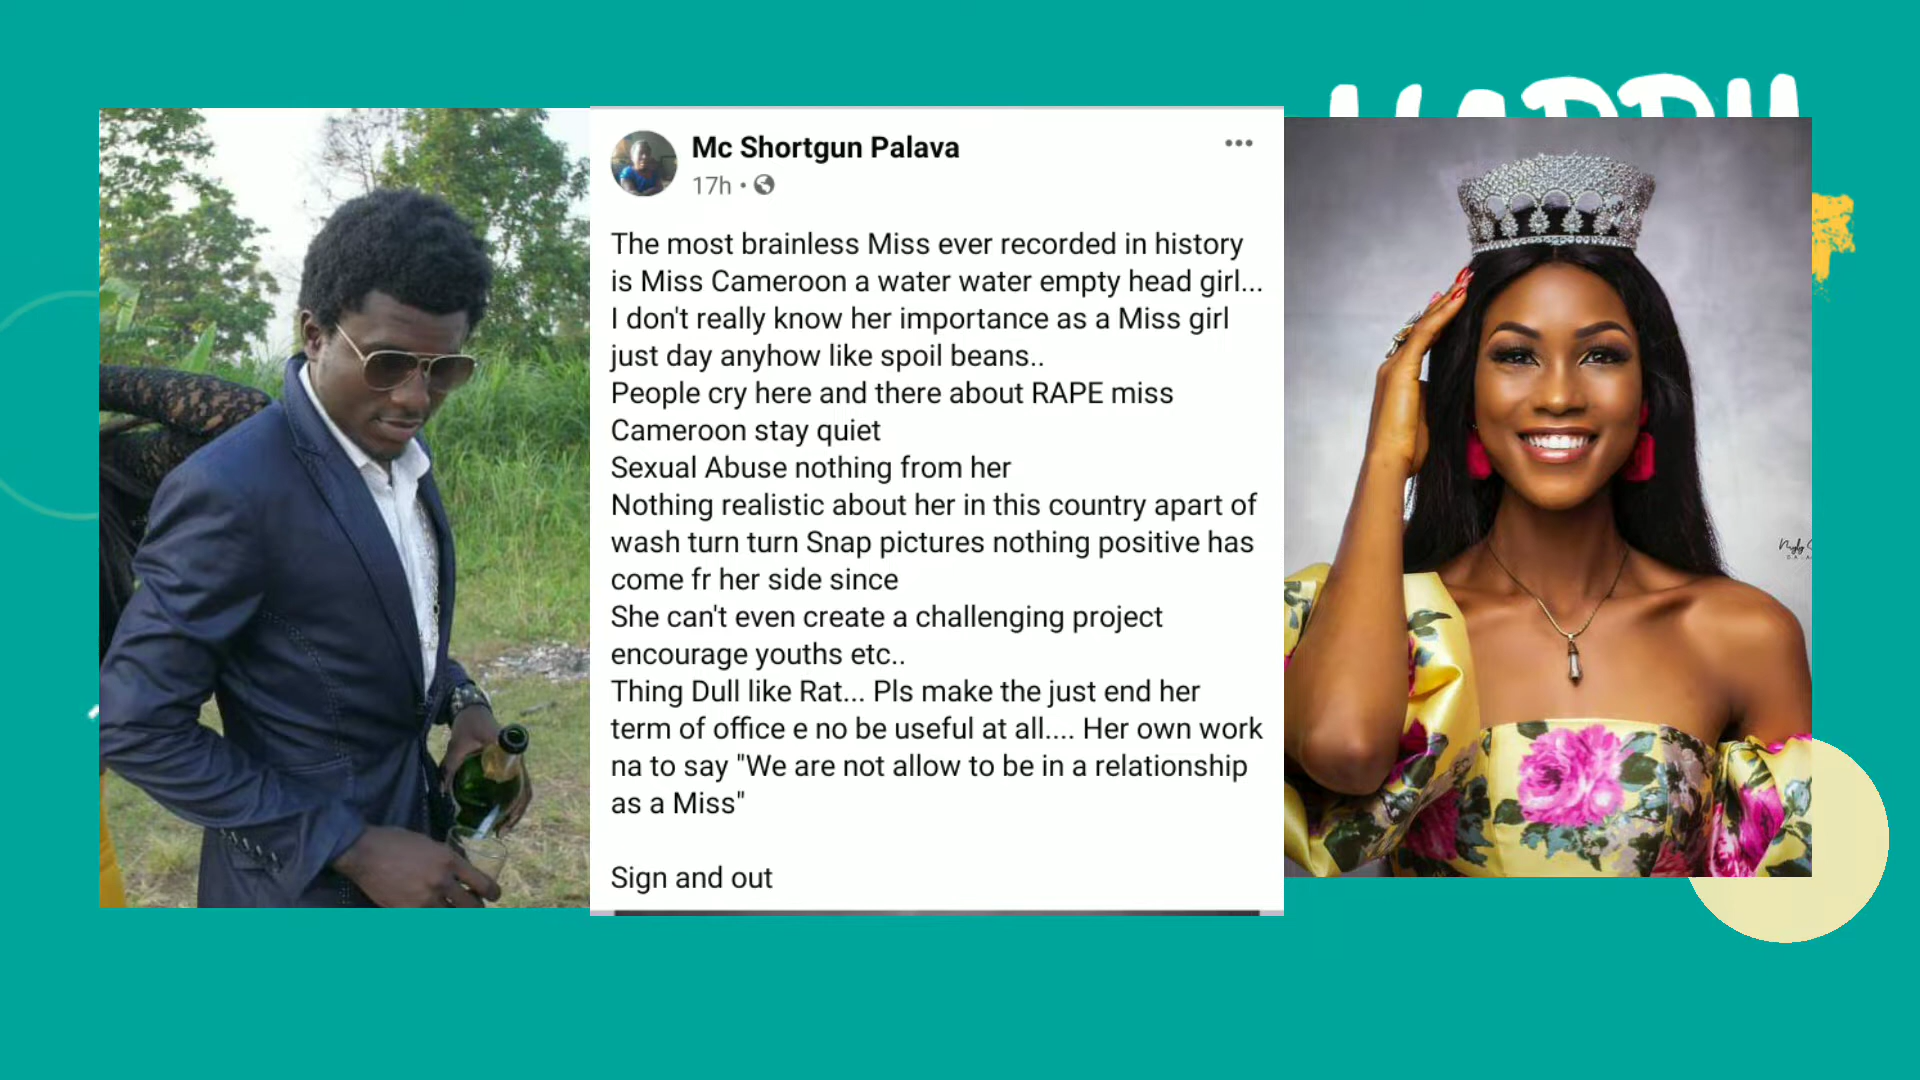 HAPPY
Mc Shortgun Palava
17h
The most brainless Miss ever recorded in history
is Miss Cameroon a water water empty head girl...
I don't really know her importance as a Miss girl
just day anyhow like spoil beans..
People cry here and there about RAPE miss
Cameroon stay quiet
Sexual Abuse nothing from her
Nothing realistic about her in this country apart of
wash turn turn Snap pictures nothing positive has
come fr her side since
She can't even create a challenging project
encourage youths etc..
Thing Dull like Rat... Pls make the just end her
term of office e no be useful at all.... Her own work
na to say "We are not allow to be in a relationship
as a Miss"
Sign and out